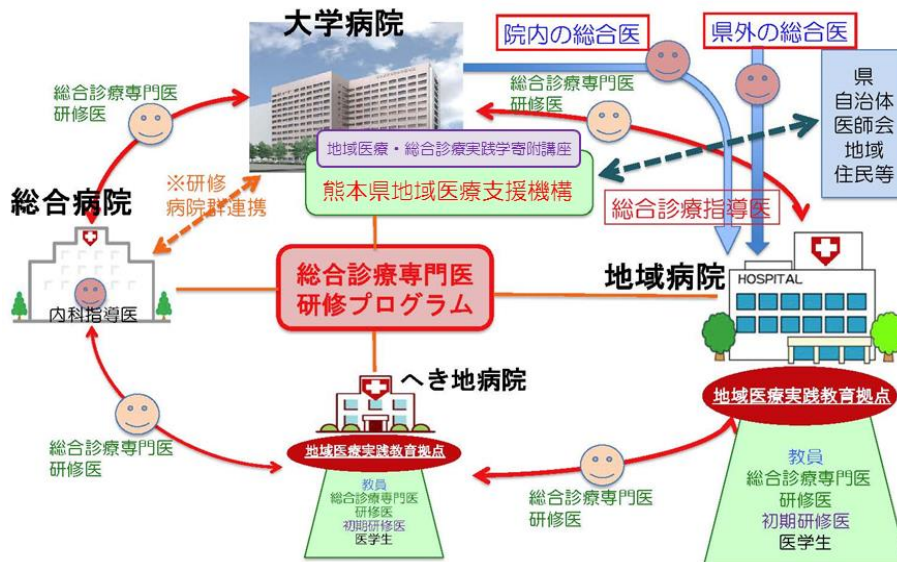 大学病院
院内の総合医
県外の総合医
総合診療専門医
研修医
総合診療専門医
研修医
県
自治体
医師会
地域
住民等
地域医療・総合診療実践学寄附講座
熊本県地域医療支援機構
※研修
病院群連携
総合診療指導医
総合病院
内科指導医
総合診療専門医
研修プログラム
地域病院
HOSPITAL
へき地病院
地域医療実践教育拠点
教員
総合診療専門医
研修医
初期研修医
医学生
総合診療専門医
研修医
地域医療実践教育拠点
教員
総合診療専門医
研修医
初期研修医
医学生
総合診療専門医
研修医